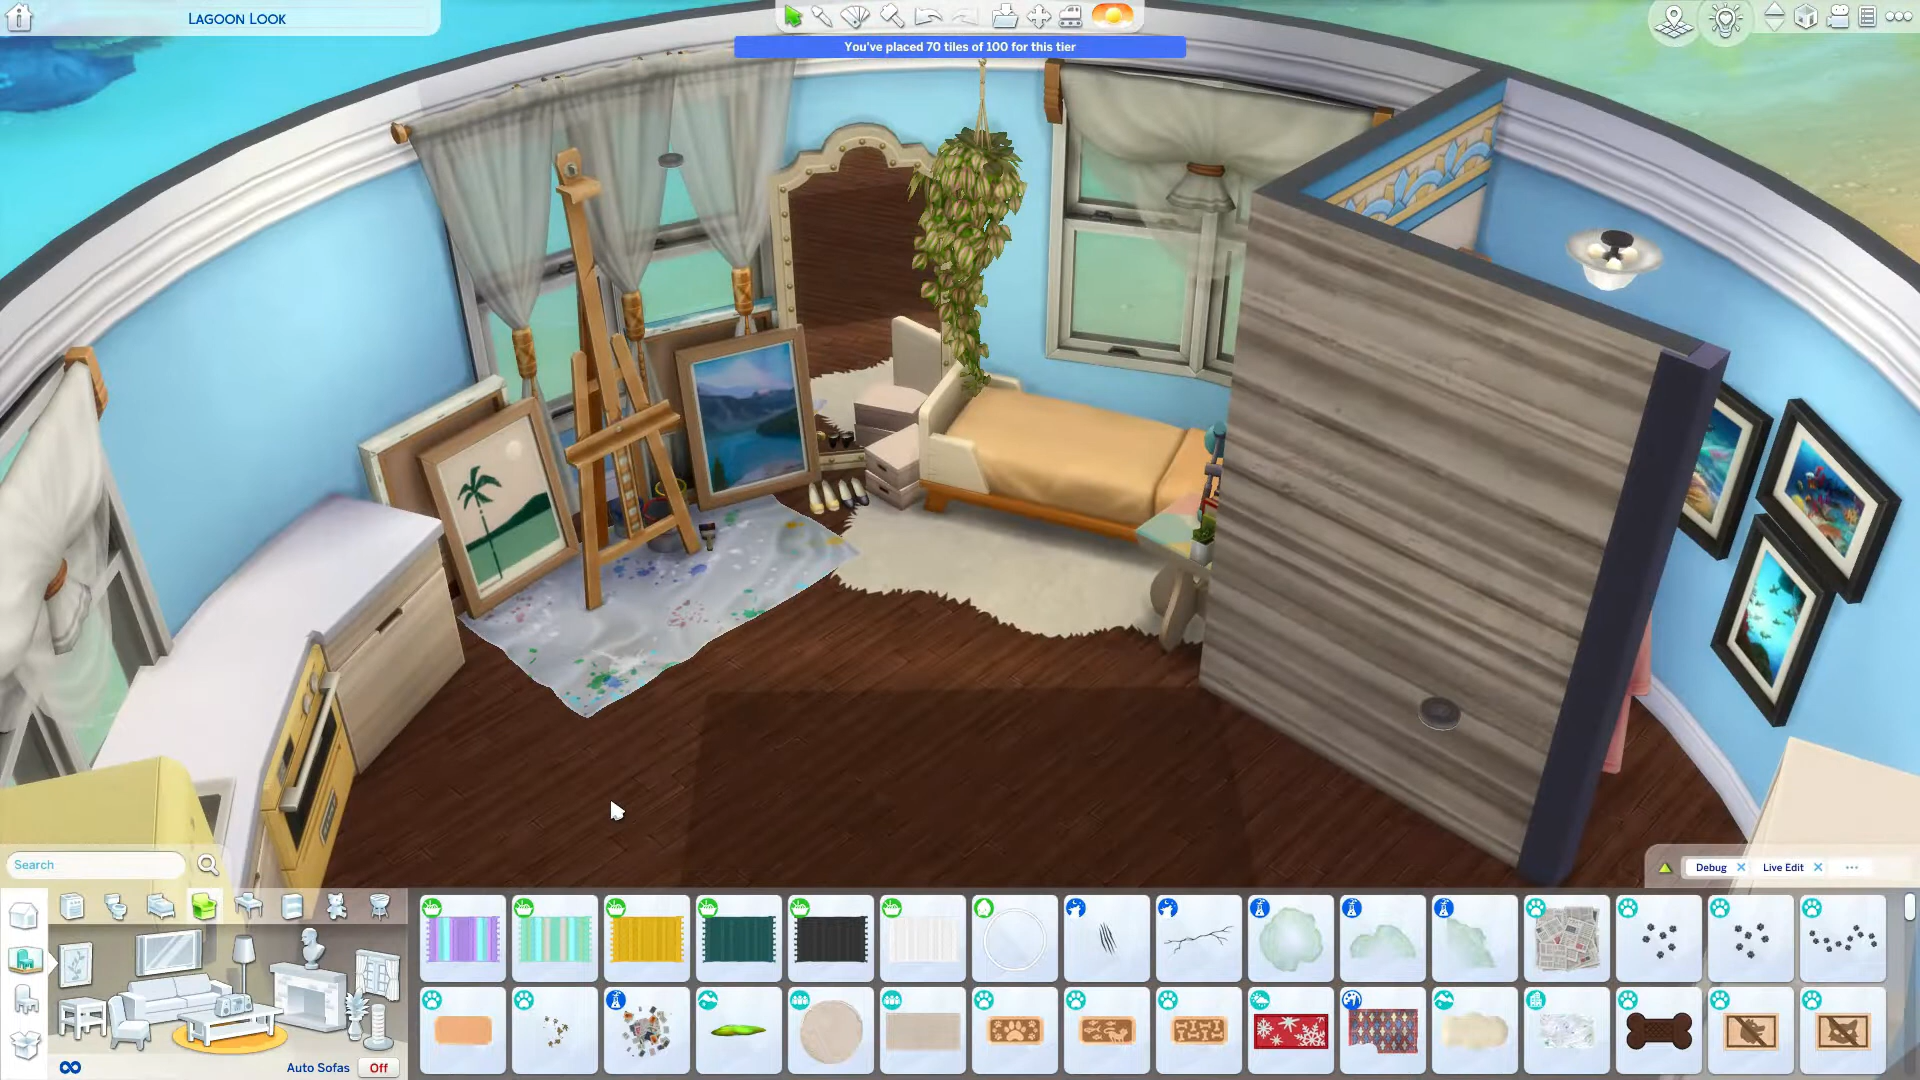 LAGOON LOOK
You've placed 70 tiles of 100 for this tier
Search
Debug
Live Edit
Auto Sofas
Off